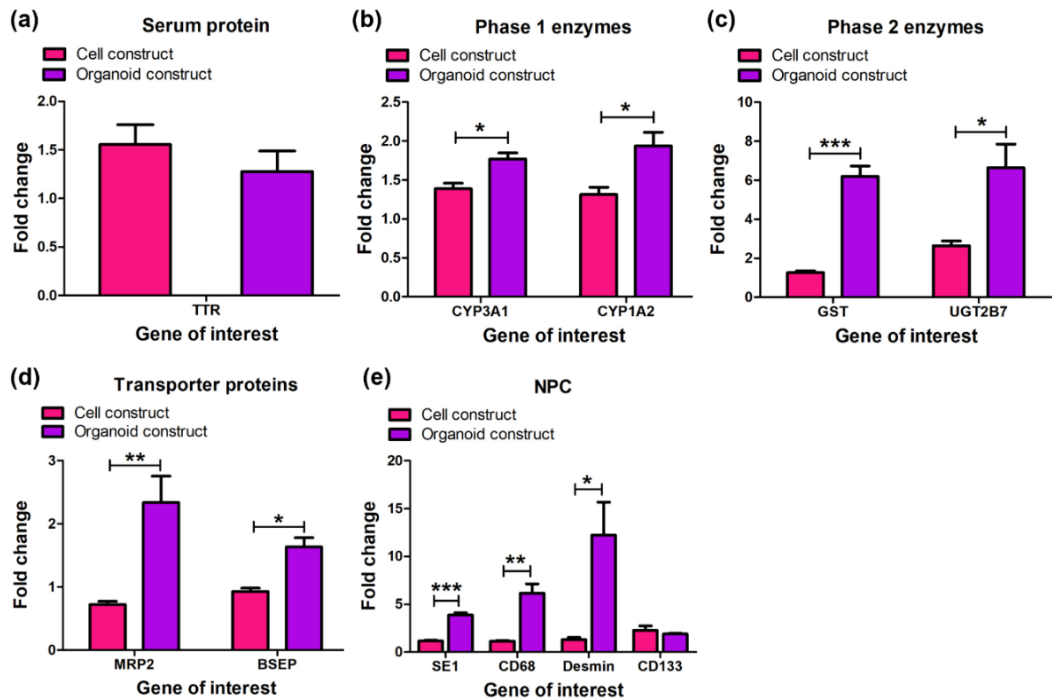 (a)
Serum protein
Cell construct
Organoid construct
Fold change
2.0
1.5
1.0
0.5
0.0
TTR
Gene of interest
(b)
Phase 1 enzymes
Cell construct
Organoid construct
Fold change
2.5
2.0
1.5
1.0
0.5
0.0
*
*
CYP3A1 CYP1A2
Gene of interest
(c)
Phase 2 enzymes
Cell construct
Organoid construct
Fold change
10
8
6
4
2
0
***
*
GST UGT2B7
Gene of interest
(d)
Transporter proteins
Cell construct
Organoid construct
Fold change
3
2
1
0
**
*
MRP2 BSEP
Gene of interest
(e)
NPC
Cell construct
Organoid construct
Fold change
20
15
10
5
0
***
**
*
SE1 CD68 Desmin CD133
Gene of interest